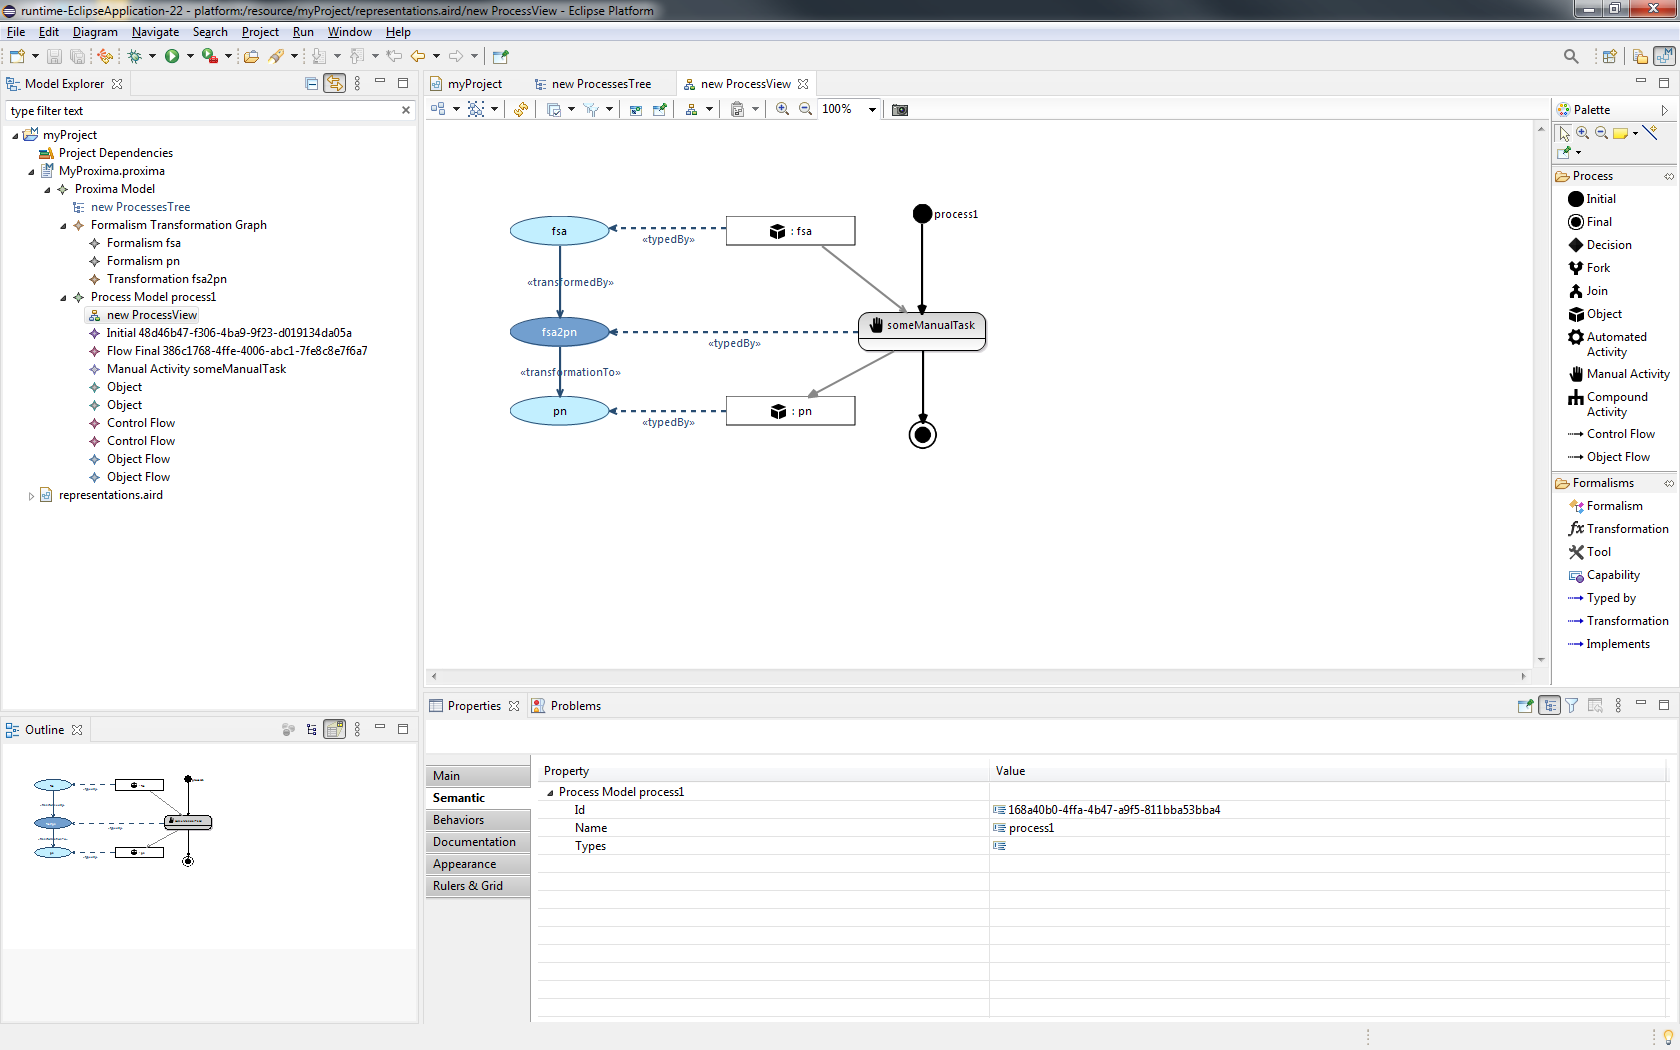 runtime-EclipseApplication-22 - platform:/resource/myProject/representations.aird/new ProcessView - Eclipse Platform
File Edit Diagram Navigate Search Project Run Window Help
Model Explorer
type filter text
myProject
Project Dependencies
MyProxima.proxima
Proxima Model
new ProcessesTree
Formalism Transformation Graph
Formalism fsa
Formalism pn
Transformation fsa2pn
Process Model process1
new ProcessView
Initial 48d46b47-f306-4ba9-9f23-d019134da05a
Flow Final 386c1768-4ffe-4006-abc1-7fe8c8e7f6a7
Manual Activity someManualTask
Object
Object
Control Flow
Control Flow
Object Flow
Object Flow
representations.aird
myProject new ProcessesTree new ProcessView
100%
process1
fsa
«typedBy»
: fsa
«transformedBy»
fsa2pn
«typedBy»
someManualTask
«transformationTo»
pn
«typedBy»
: pn
Palette
Process
Initial
Final
Decision
Fork
Join
Object
Automated
Activity
Manual Activity
Compound
Activity
Control Flow
Object Flow
Formalisms
Formalism
Transformation
Tool
Capability
Typed by
Transformation
Implements
Outline
Properties Problems
Main
Semantic
Behaviors
Documentation
Appearance
Rulers & Grid
Property Value
Process Model process1
Id 168a40b0-4ffa-4b47-a9f5-811bba53bba4
Name process1
Types